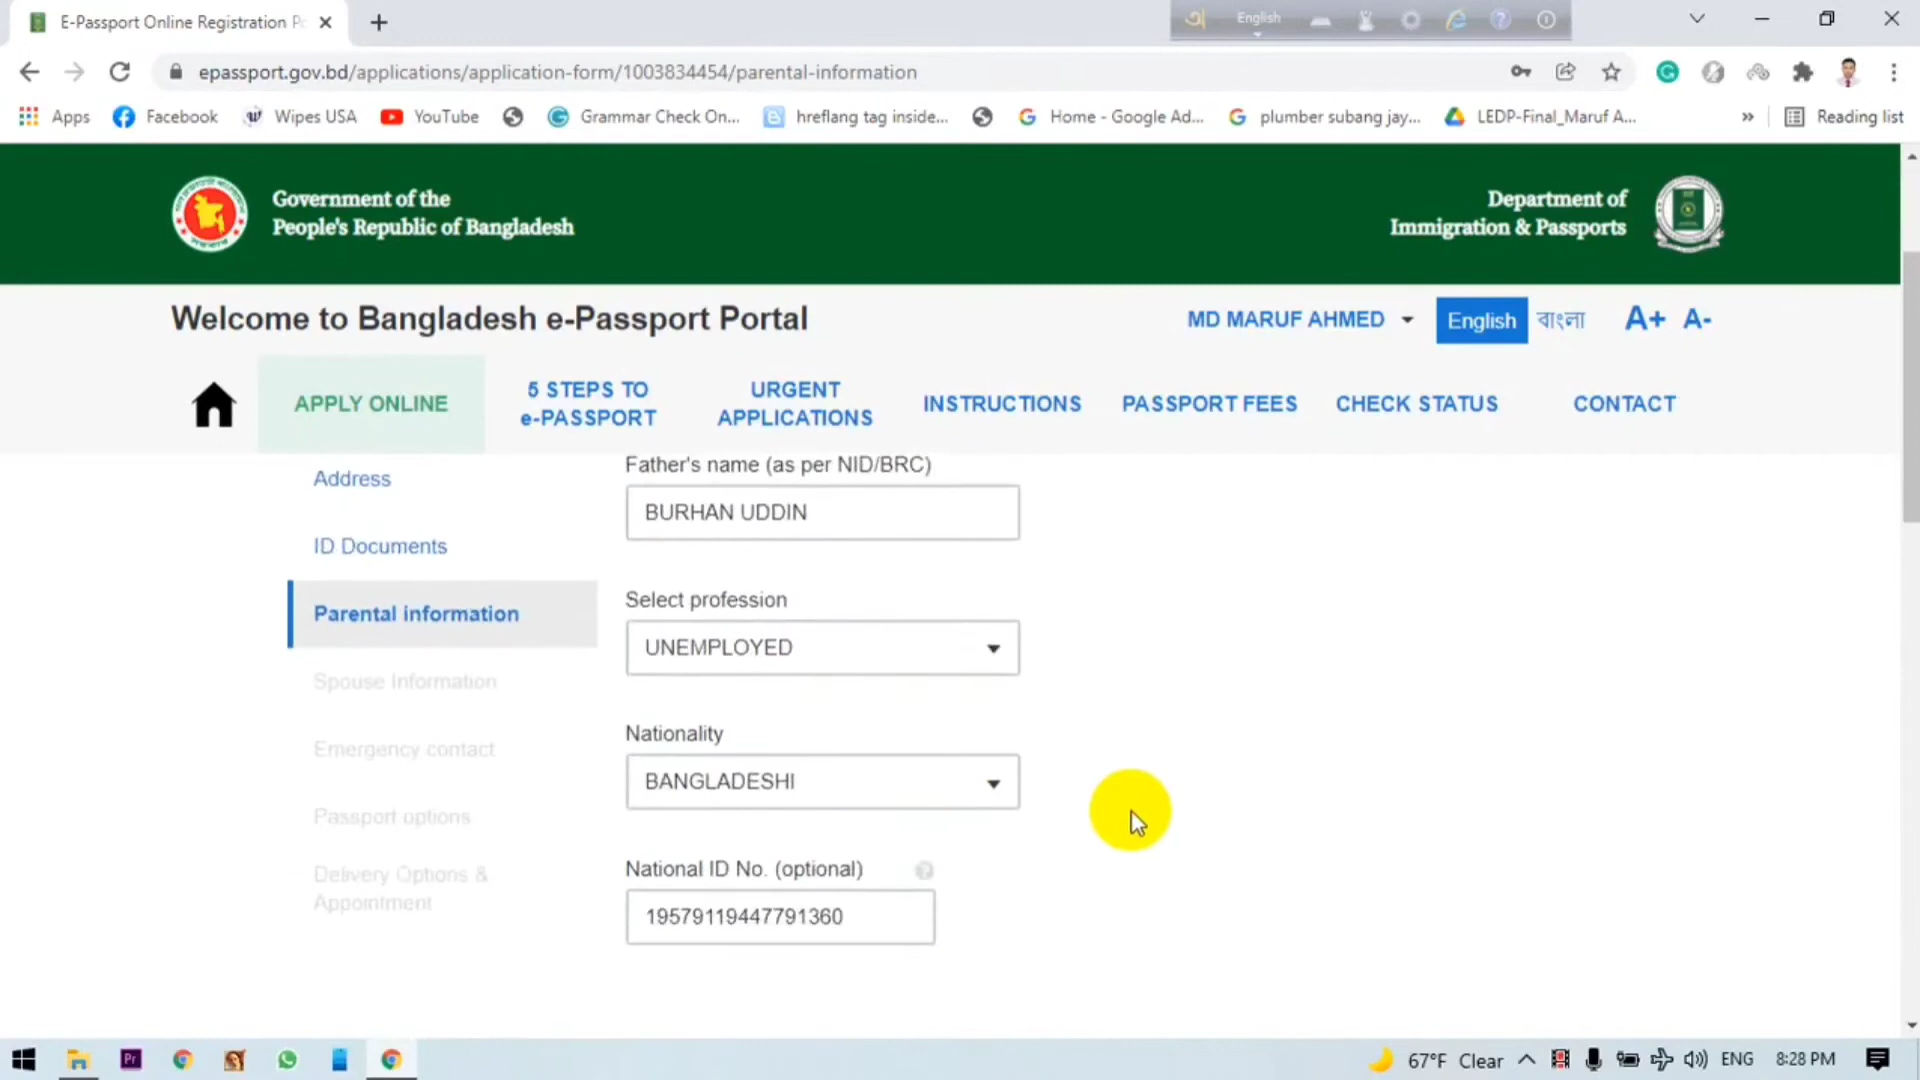 E-Passport Online Registration P
English
epassport.gov.bd/applications/application-form/1003834454/parental-information
Apps
Facebook
Wipes USA
YouTube
Grammar Check On...
hreflang tag inside...
Home - Google Ad...
plumber subang jay...
LEDP-Final_Maruf A...
»
Reading list
Government of the
People's Republic of Bangladesh
Department of
Immigration & Passports
Welcome to Bangladesh e-Passport Portal
MD MARUF AHMED
English
বাংলা
A+ A-
APPLY ONLINE
5 STEPS TO
e-PASSPORT
URGENT
APPLICATIONS
INSTRUCTIONS
PASSPORT FEES
CHECK STATUS
CONTACT
Address
ID Documents
Parental information
Spouse Information
Emergency contact
Passport options
Delivery Options &
Appointment
Father's name (as per NID/BRC)
BURHAN UDDIN
Select profession
UNEMPLOYED
Nationality
BANGLADESHI
National ID No. (optional)
19579119447791360
Pr
67°F Clear
ENG
8:28 PM